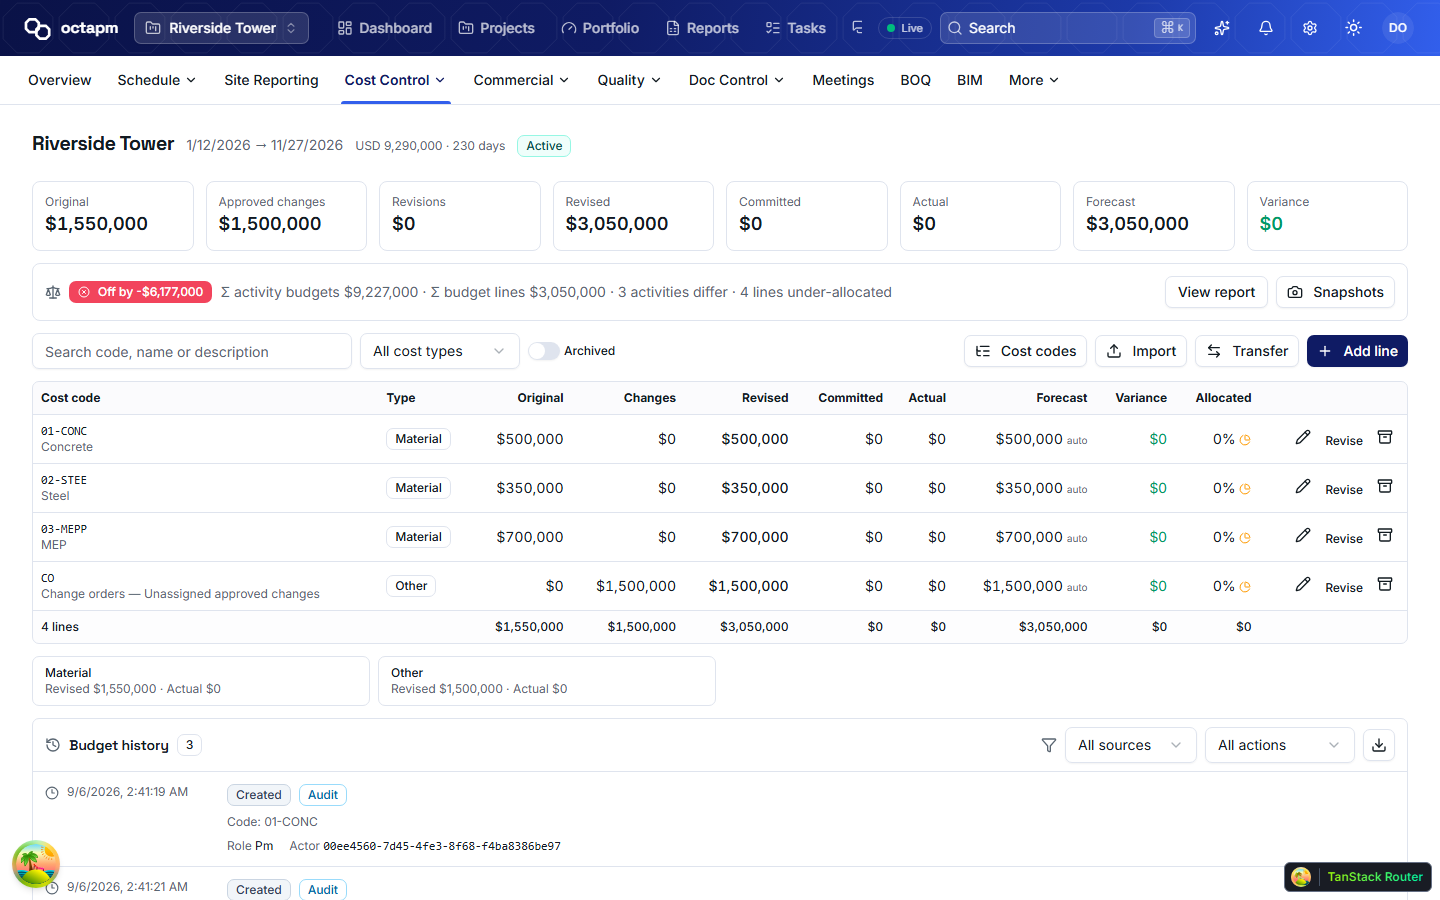 octapm
Riverside Tower
Dashboard
Projects
Portfolio
Reports
Tasks
Live
Search
⌘ K
DO
Overview
Schedule
Site Reporting
Cost Control
Commercial
Quality
Doc Control
Meetings
BOQ
BIM
More
Riverside Tower 1/12/2026 → 11/27/2026 USD 9,290,000 · 230 days Active
Original
$1,550,000
Approved changes
$1,500,000
Revisions
$0
Revised
$3,050,000
Committed
$0
Actual
$0
Forecast
$3,050,000
Variance
$0
Off by -$6,177,000 Σ activity budgets $9,227,000 · Σ budget lines $3,050,000 · 3 activities differ · 4 lines under-allocated
View report
Snapshots
Search code, name or description
All cost types
Archived
Cost codes
Import
Transfer
Add line
Cost code Type Original Changes Revised Committed Actual Forecast Variance Allocated
01-CONC
Concrete
Material $500,000 $0 $500,000 $0 $0 $500,000 auto $0 0% Revise
02-STEE
Steel
Material $350,000 $0 $350,000 $0 $0 $350,000 auto $0 0% Revise
03-MEPP
MEP
Material $700,000 $0 $700,000 $0 $0 $700,000 auto $0 0% Revise
CO
Change orders — Unassigned approved changes
Other $0 $1,500,000 $1,500,000 $0 $0 $1,500,000 auto $0 0% Revise
4 lines $1,550,000 $1,500,000 $3,050,000 $0 $0 $3,050,000 $0 $0
Material
Revised $1,550,000 · Actual $0
Other
Revised $1,500,000 · Actual $0
Budget history 3
All sources
All actions
9/6/2026, 2:41:19 AM
Created Audit
Code: 01-CONC
Role Pm Actor 00ee4560-7d45-4fe3-8f68-f4ba8386be97
9/6/2026, 2:41:21 AM
Created Audit
TanStack Router